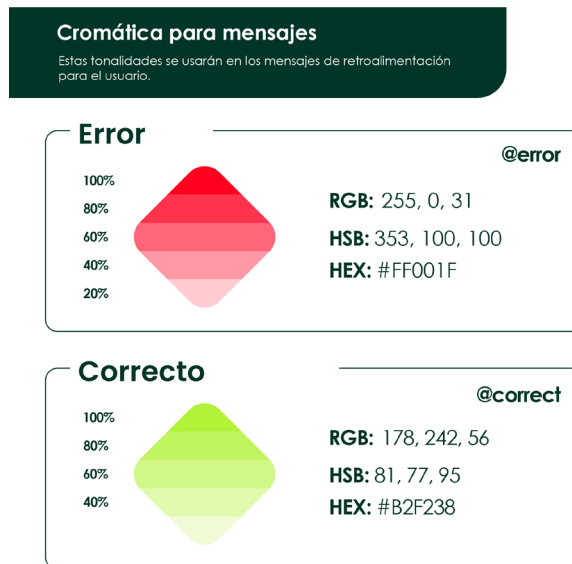 Cromática para mensajes
Estas tonalidades se usarán en los mensajes de retroalimentación
para el usuario.
Error
@error
100%
80%
60%
40%
20%
RGB: 255, 0, 31
HSB: 353, 100, 100
HEX: #FF001F
Correcto
@correct
100%
80%
60%
40%
RGB: 178, 242, 56
HSB: 81, 77, 95
HEX: #B2F238